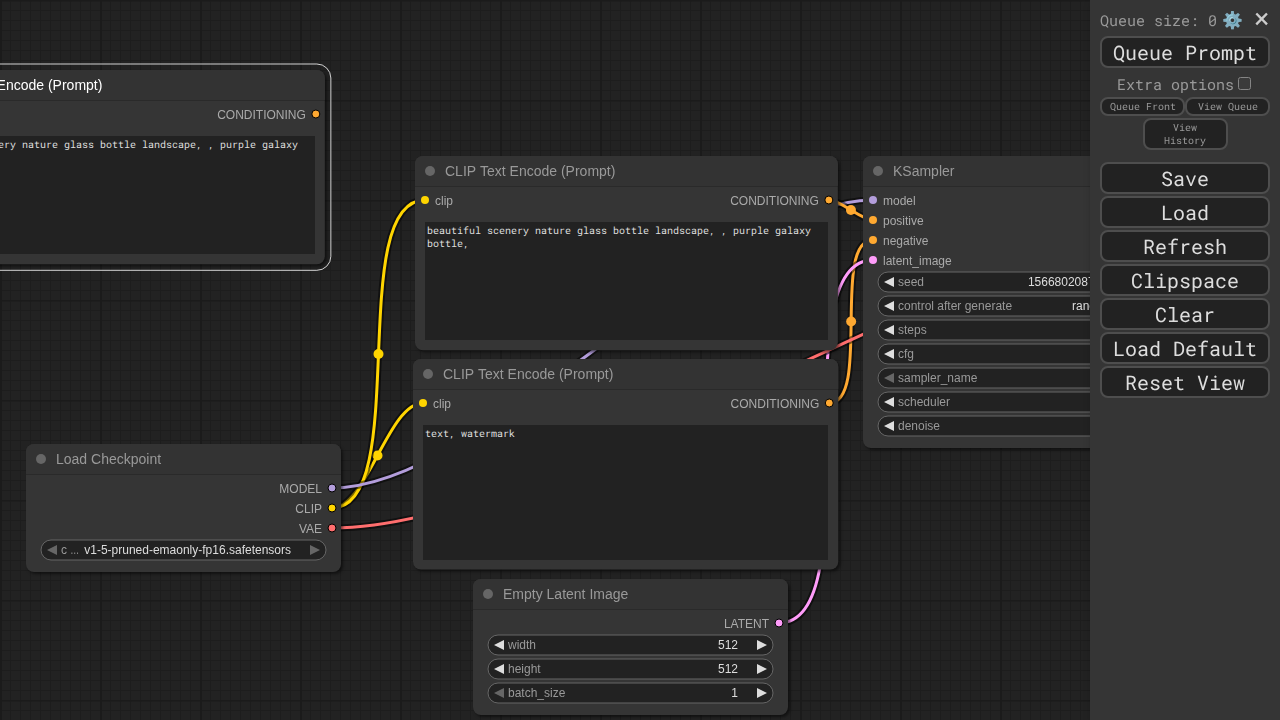 Encode (Prompt)
CONDITIONING
nature glass bottle landscape, , purple galaxy
CLIP Text Encode (Prompt)
clip
CONDITIONING
beautiful scenery nature glass bottle landscape, , purple galaxy
bottle,
CLIP Text Encode (Prompt)
clip
CONDITIONING
text, watermark
Load Checkpoint
MODEL
CLIP
VAE
c ... v1-5-pruned-emaonly-fp16.safetensors
Empty Latent Image
LATENT
width 512
height 512
batch_size 1
KSampler
model
positive
negative
latent_image
seed 156680208
control after generate ran
steps
cfg
sampler_name
scheduler
denoise
Queue size: 0
Queue Prompt
Extra options
Queue Front View Queue
View
History
Save
Load
Refresh
Clipspace
Clear
Load Default
Reset View